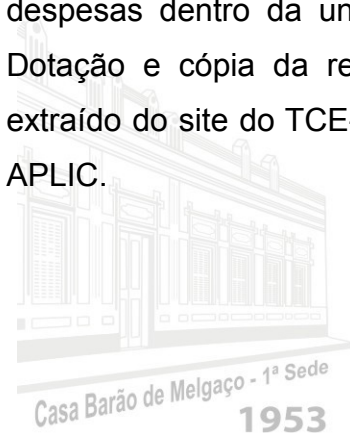 despesas dentro da un
Dotação e cópia da re
extraído do site do TCE-
APLIC.
Casa Barão de Melgaço - 1ª Sede
1953